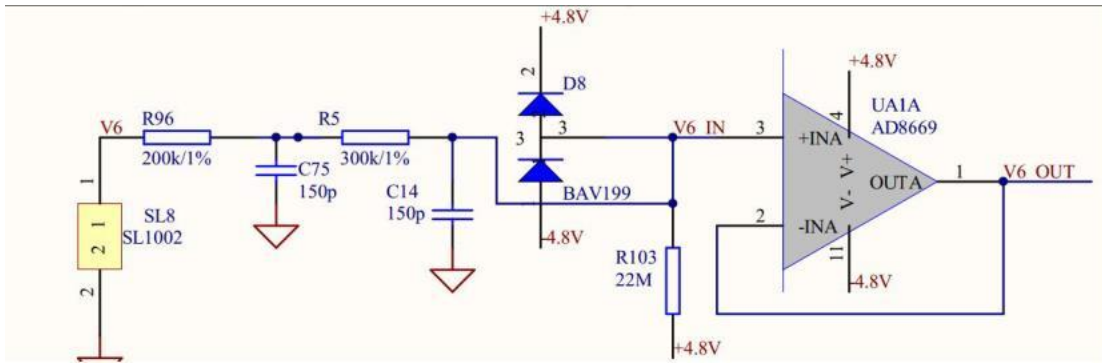 +4.8V
2
D8
+4.8V
V6
R96
R5
3
3
V6_IN
3
4
UA1A
AD8669
200k/1%
300k/1%
+INA
V+
C75
150p
C14
150p
BAV199
OUTA
1
V6_OUT
1
SL8
SL1002
1
2
2
-INA
V-
-4.8V
R103
22M
11
-4.8V
2
+4.8V